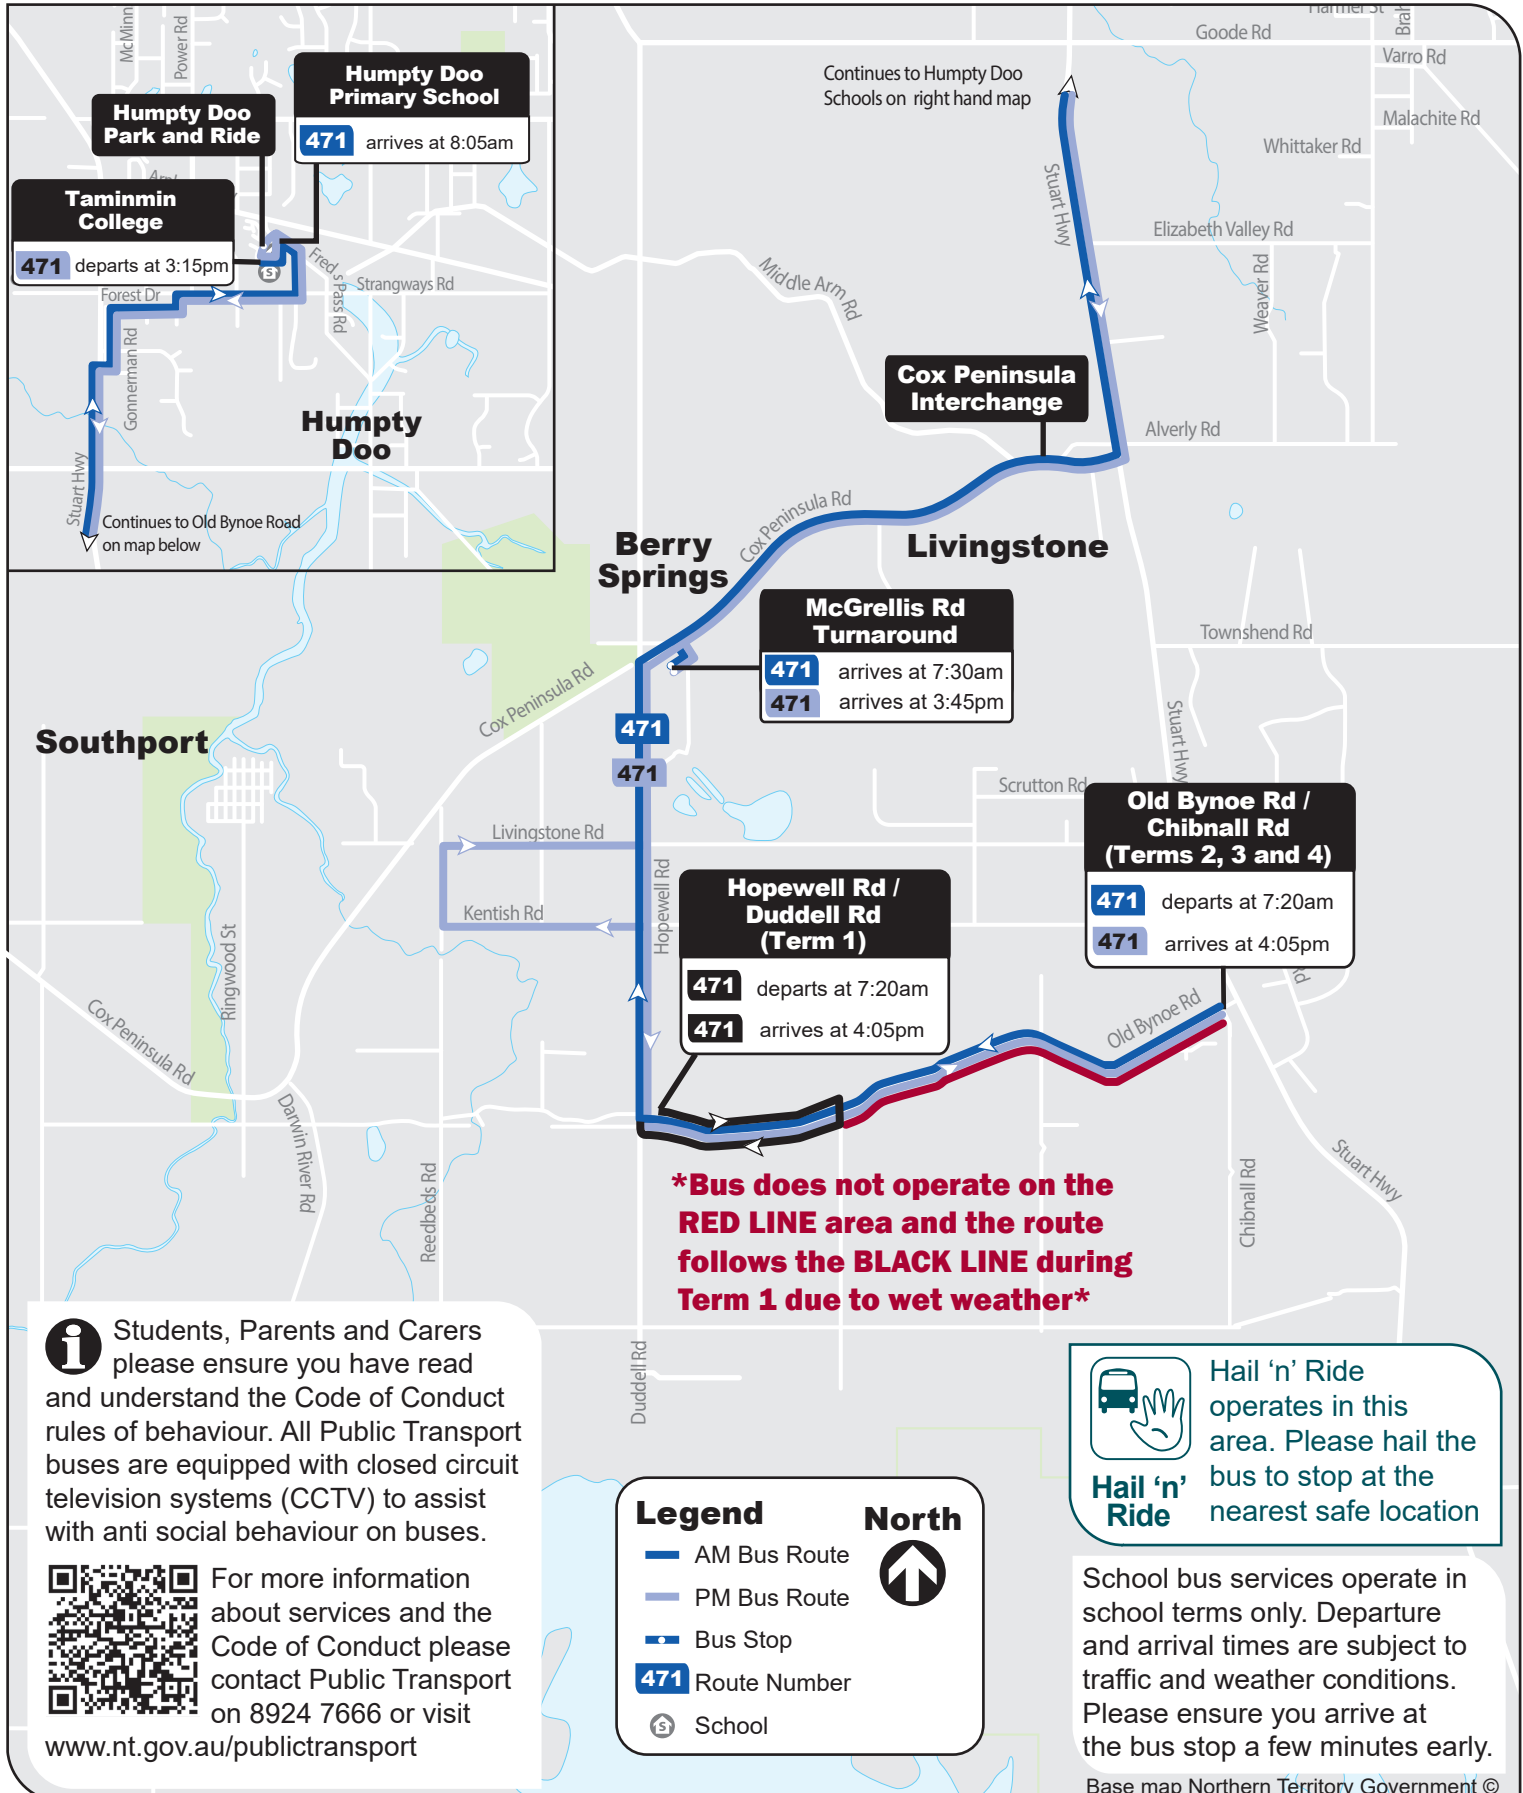 McMinn
Power Rd
Humpty Doo
Primary School
471 arrives at 8:05am
Humpty Doo
Park and Ride
Taminmin
College
471 departs at 3:15pm
Forest Dr
Freds Pass Rd
Strangways Rd
Gonnerman Rd
Humpty
Doo
Stuart Hwy
Continues to Old Bynoe Road
on map below
Harmer St
Goode Rd
Varro Rd
Continues to Humpty Doo
Schools on right hand map
Malachite Rd
Whittaker Rd
Stuart Hwy
Elizabeth Valley Rd
Weaver Rd
Middle Arm Rd
Cox Peninsula
Interchange
Alverly Rd
Cox Peninsula Rd
Berry
Springs
Livingstone
McGrellis Rd
Turnaround
471 arrives at 7:30am
471 arrives at 3:45pm
Townshend Rd
Cox Peninsula Rd
Stuart Hwy
Southport
471
471
Scrutton Rd
Old Bynoe Rd /
Chibnall Rd
(Terms 2, 3 and 4)
471 departs at 7:20am
471 arrives at 4:05pm
Livingstone Rd
Kentish Rd
Hopewell Rd
Hopewell Rd /
Duddell Rd
(Term 1)
471 departs at 7:20am
471 arrives at 4:05pm
Rd
Old Bynoe Rd
Ringwood St
Cox Peninsula Rd
Darwin River Rd
Reedbeds Rd
Chibnall Rd
Stuart Hwy
*Bus does not operate on the
RED LINE area and the route
follows the BLACK LINE during
Term 1 due to wet weather*
Duddell Rd
i Students, Parents and Carers
please ensure you have read
and understand the Code of Conduct
rules of behaviour. All Public Transport
buses are equipped with closed circuit
television systems (CCTV) to assist
with anti social behaviour on buses.
For more information
about services and the
Code of Conduct please
contact Public Transport
on 8924 7666 or visit
www.nt.gov.au/publictransport
Legend
North
AM Bus Route
PM Bus Route
Bus Stop
471 Route Number
S School
Hail ‘n’
Ride
Hail ‘n’ Ride
operates in this
area. Please hail the
bus to stop at the
nearest safe location
School bus services operate in
school terms only. Departure
and arrival times are subject to
traffic and weather conditions.
Please ensure you arrive at
the bus stop a few minutes early.
Base map Northern Territory Government ©